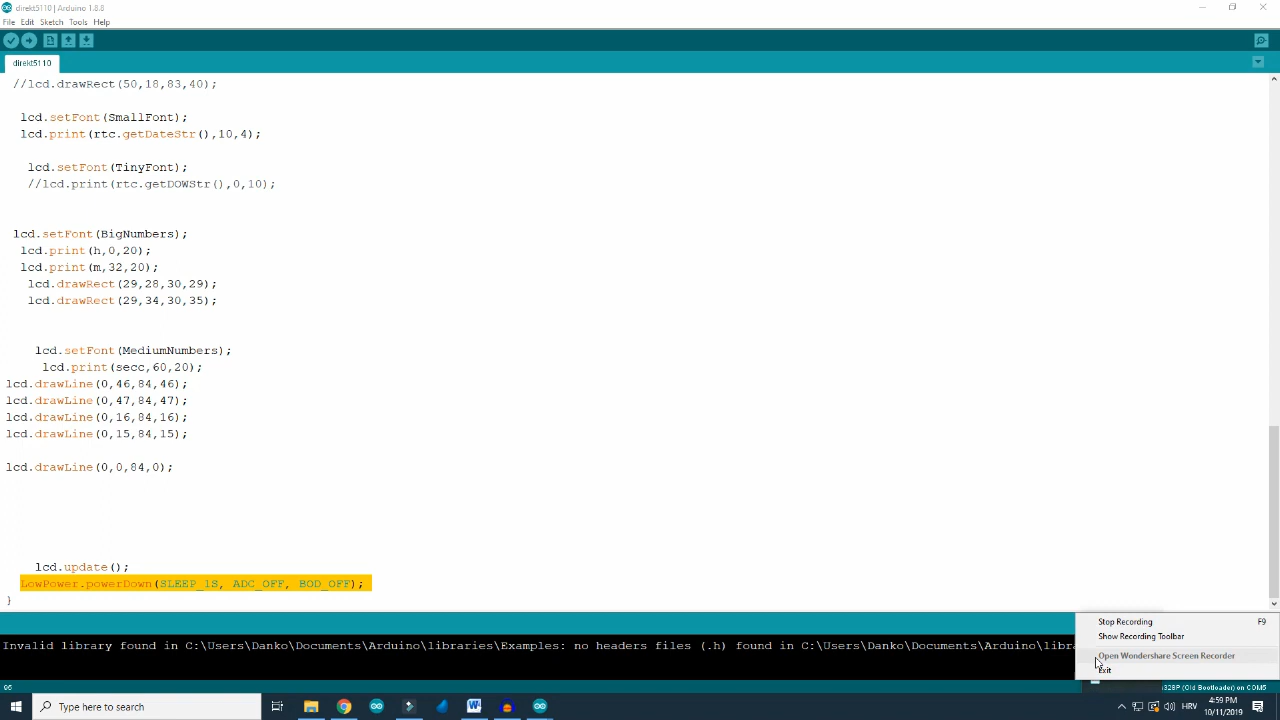 direkt5110 | Arduino 1.8.8
File Edit Sketch Tools Help
direkt5110
//lcd.drawRect(50,18,83,40);
lcd.setFont(SmallFont);
lcd.print(rtc.getDateStr(),10,4);
lcd.setFont(TinyFont);
//lcd.print(rtc.getDOWStr(),0,10);
lcd.setFont(BigNumbers);
lcd.print(h,0,20);
lcd.print(m,32,20);
lcd.drawRect(29,28,30,29);
lcd.drawRect(29,34,30,35);
lcd.setFont(MediumNumbers);
lcd.print(secc,60,20);
lcd.drawLine(0,46,84,46);
lcd.drawLine(0,47,84,47);
lcd.drawLine(0,16,84,16);
lcd.drawLine(0,15,84,15);
lcd.drawLine(0,0,84,0);
lcd.update();
LowPower.powerDown(SLEEP_1S, ADC_OFF, BOD_OFF);
}
Stop Recording F9
Show Recording Toolbar
Open Wondershare Screen Recorder
Exit
Invalid library found in C:\Users\Danko\Documents\Arduino\libraries\Examples: no headers files (.h) found in C:\Users\Danko\Documents\Arduino\libra
328P (Old Bootloader) on COM5
Type here to search
HRV
4:59 PM
10/11/2019